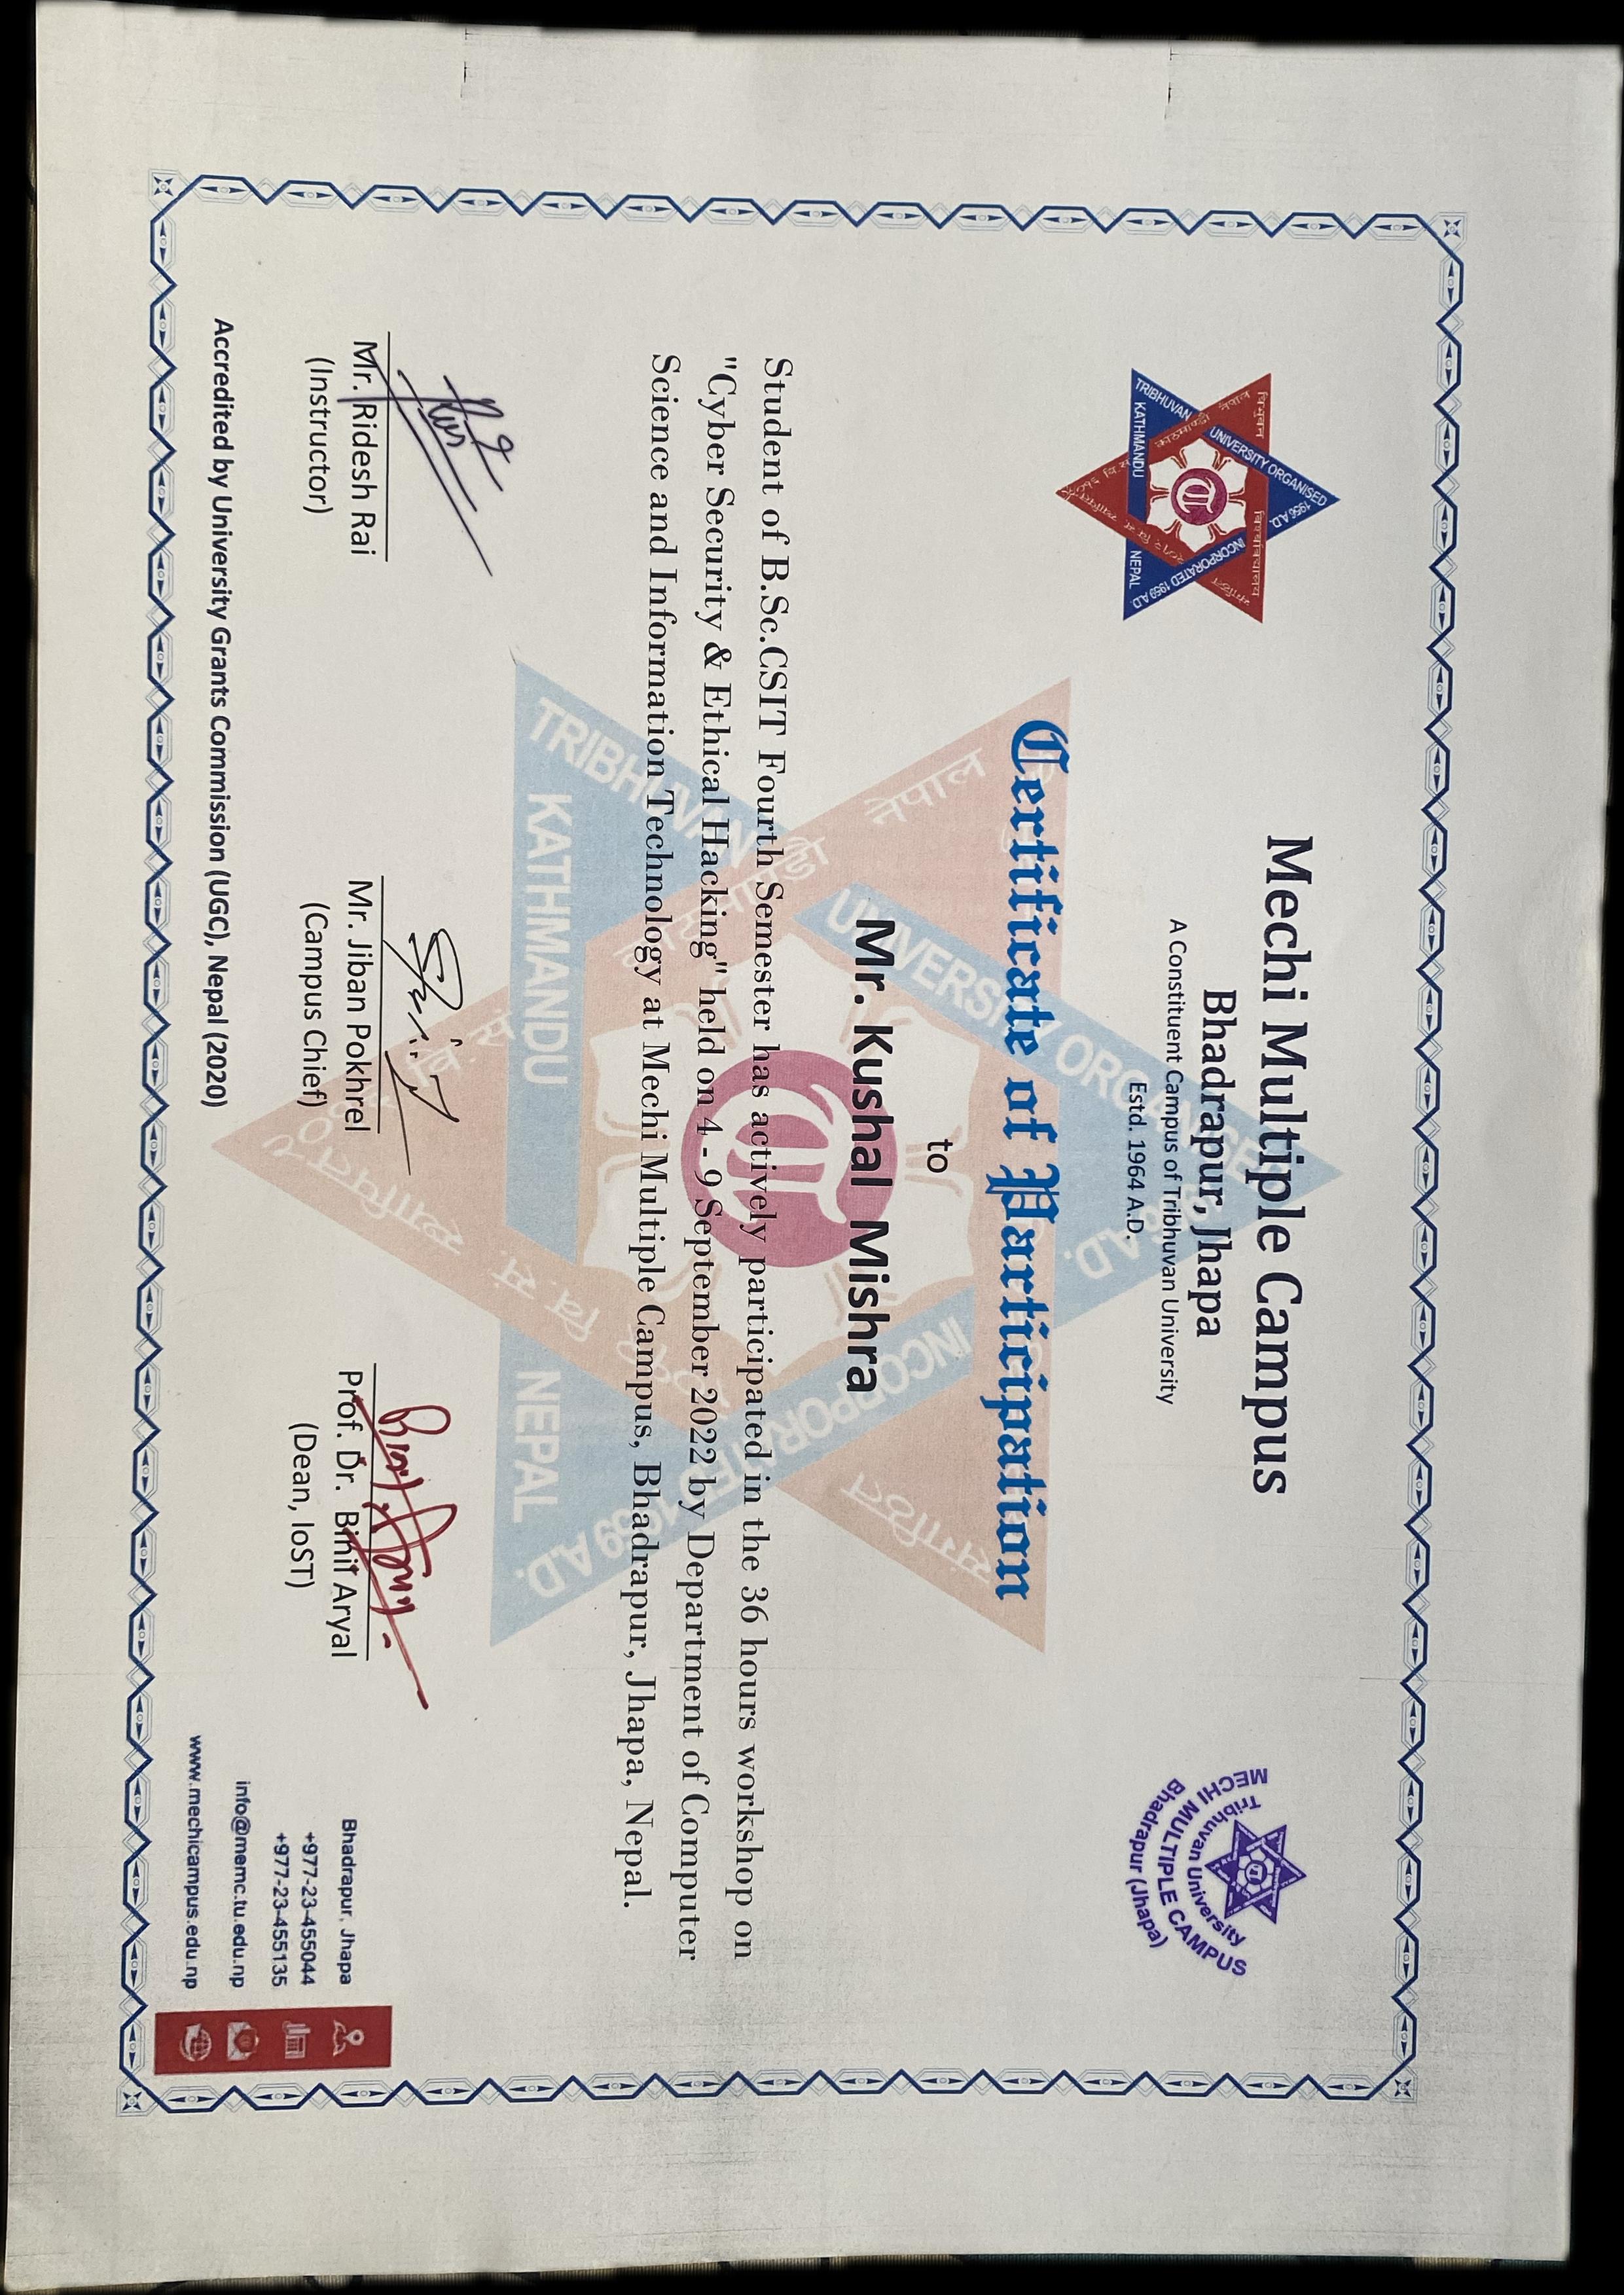 Mechi Multiple Campus
Bhadrapur, Jhapa
A Constituent Campus of Tribhuvan University
Estd. 1964 A.D.
त्रिभुवन विश्वविद्यालय
UNIVERSITY ORGANISED 1956 A.D.
TRIBHUVAN
INCORPORATED 1959 A.D.
KATHMANDU NEPAL
Tribhuvan University
MECHI MULTIPLE CAMPUS
Bhadrapur (Jhapa)
Certificate of Participation
to
Mr. Kushal Mishra
Student of B.Sc.CSIT Fourth Semester has actively participated in the 36 hours workshop on
"Cyber Security & Ethical Hacking" held on 4 - 9 September 2022 by Department of Computer
Science and Information Technology at Mechi Multiple Campus, Bhadrapur, Jhapa, Nepal.
TRIBHUVAN UNIVERSITY
INCORPORATED 1959 A.D.
KATHMANDU NEPAL
Mr. Ridesh Rai
(Instructor)
Mr. Jiban Pokhrel
(Campus Chief)
Prof. Dr. Binil Aryal
(Dean, IoST)
Bhadrapur, Jhapa
+977-23-455044
+977-23-455135
info@memc.tu.edu.np
www.mechicampus.edu.np
Accredited by University Grants Commission (UGC), Nepal (2020)